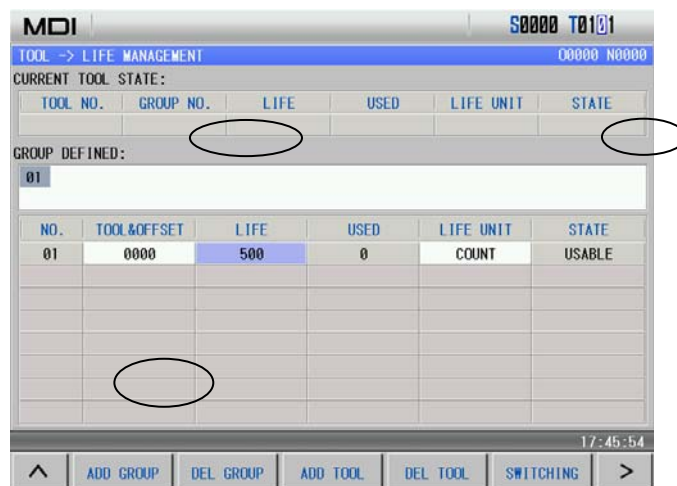 MDI S0000 T0101
TOOL -> LIFE MANAGEMENT O0000 N0000
CURRENT TOOL STATE:
TOOL NO. GROUP NO. LIFE USED LIFE UNIT STATE
GROUP DEFINED:
01
NO. TOOL&OFFSET LIFE USED LIFE UNIT STATE
01 0000 500 0 COUNT USABLE
17:45:54
ADD GROUP DEL GROUP ADD TOOL DEL TOOL SWITCHING >